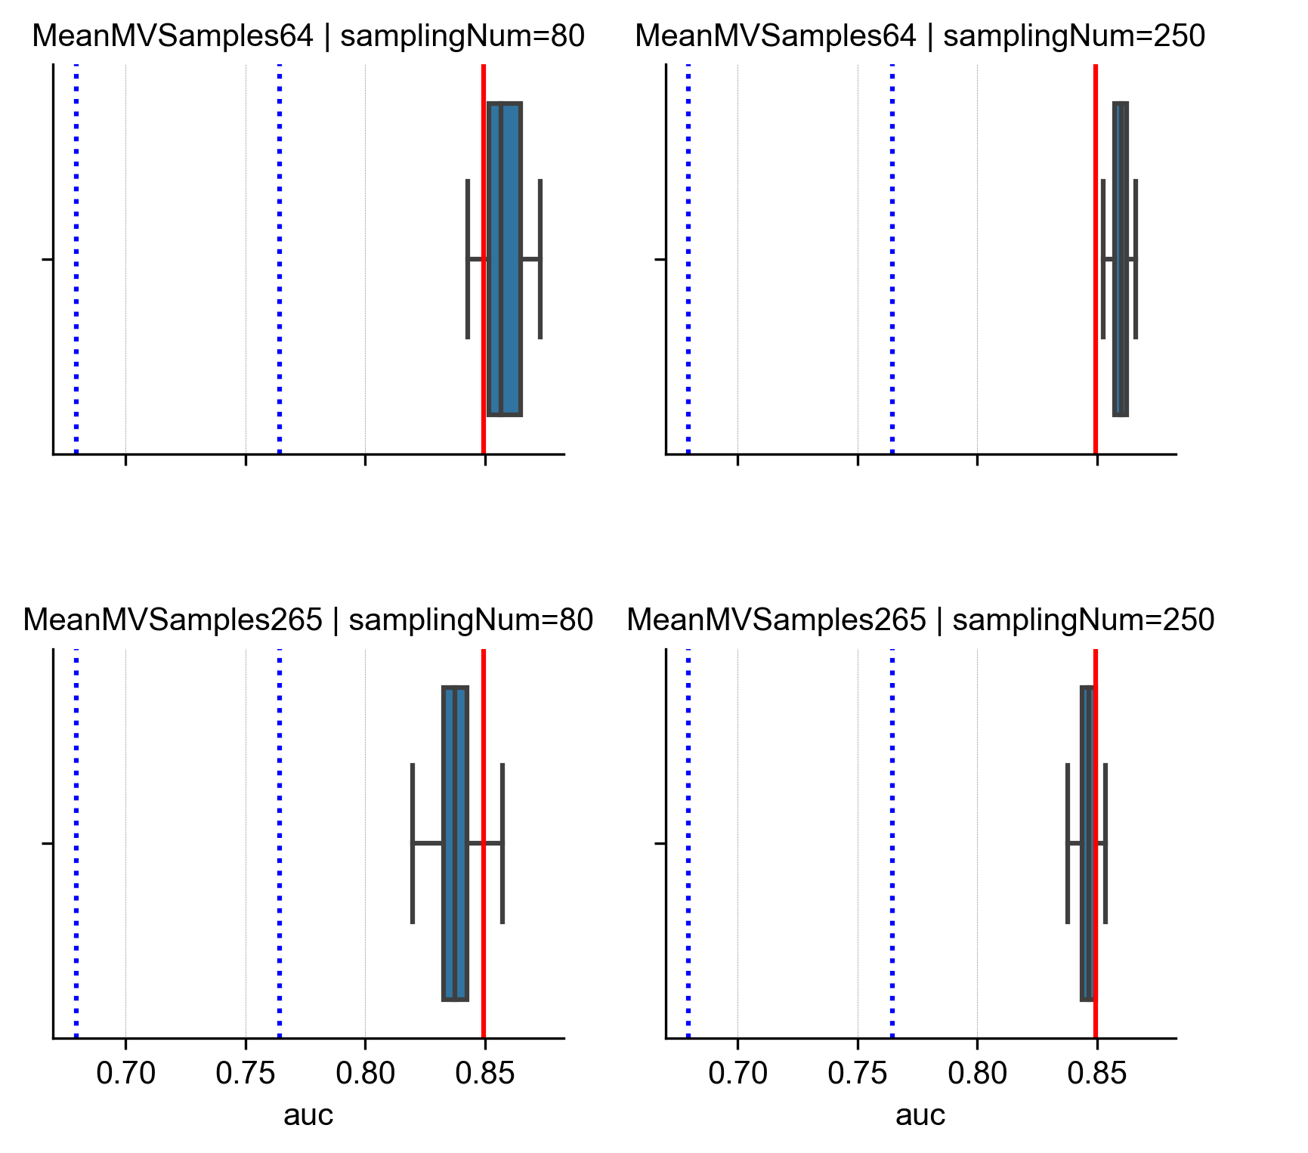 MeanMVSamples64 | samplingNum=80
MeanMVSamples64 | samplingNum=250
MeanMVSamples265 | samplingNum=80
MeanMVSamples265 | samplingNum=250
0.70 0.75 0.80 0.85
0.70 0.75 0.80 0.85
auc
auc